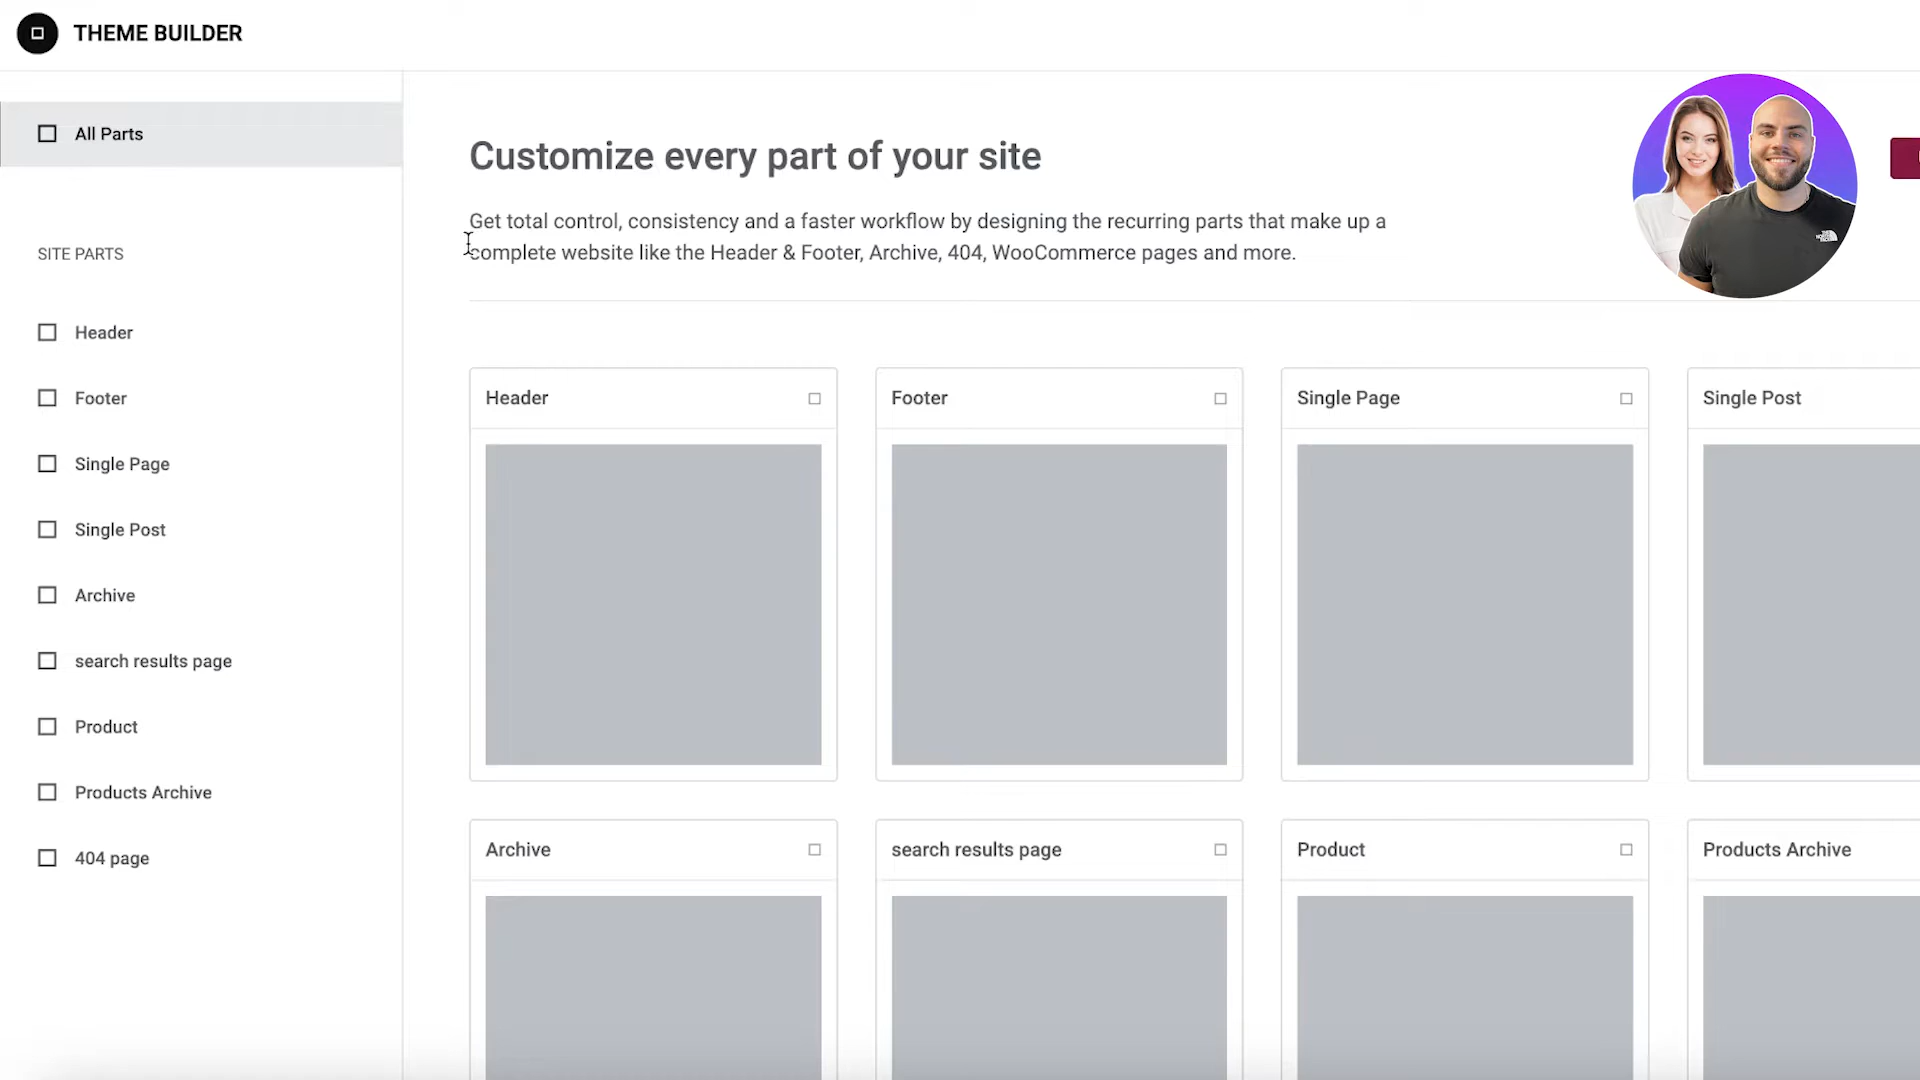 THEME BUILDER
All Parts
SITE PARTS
Header
Footer
Single Page
Single Post
Archive
search results page
Product
Products Archive
404 page
Customize every part of your site
Get total control, consistency and a faster workflow by designing the recurring parts that make up a
complete website like the Header & Footer, Archive, 404, WooCommerce pages and more.
Header
Footer
Single Page
Single Post
Archive
search results page
Product
Products Archive